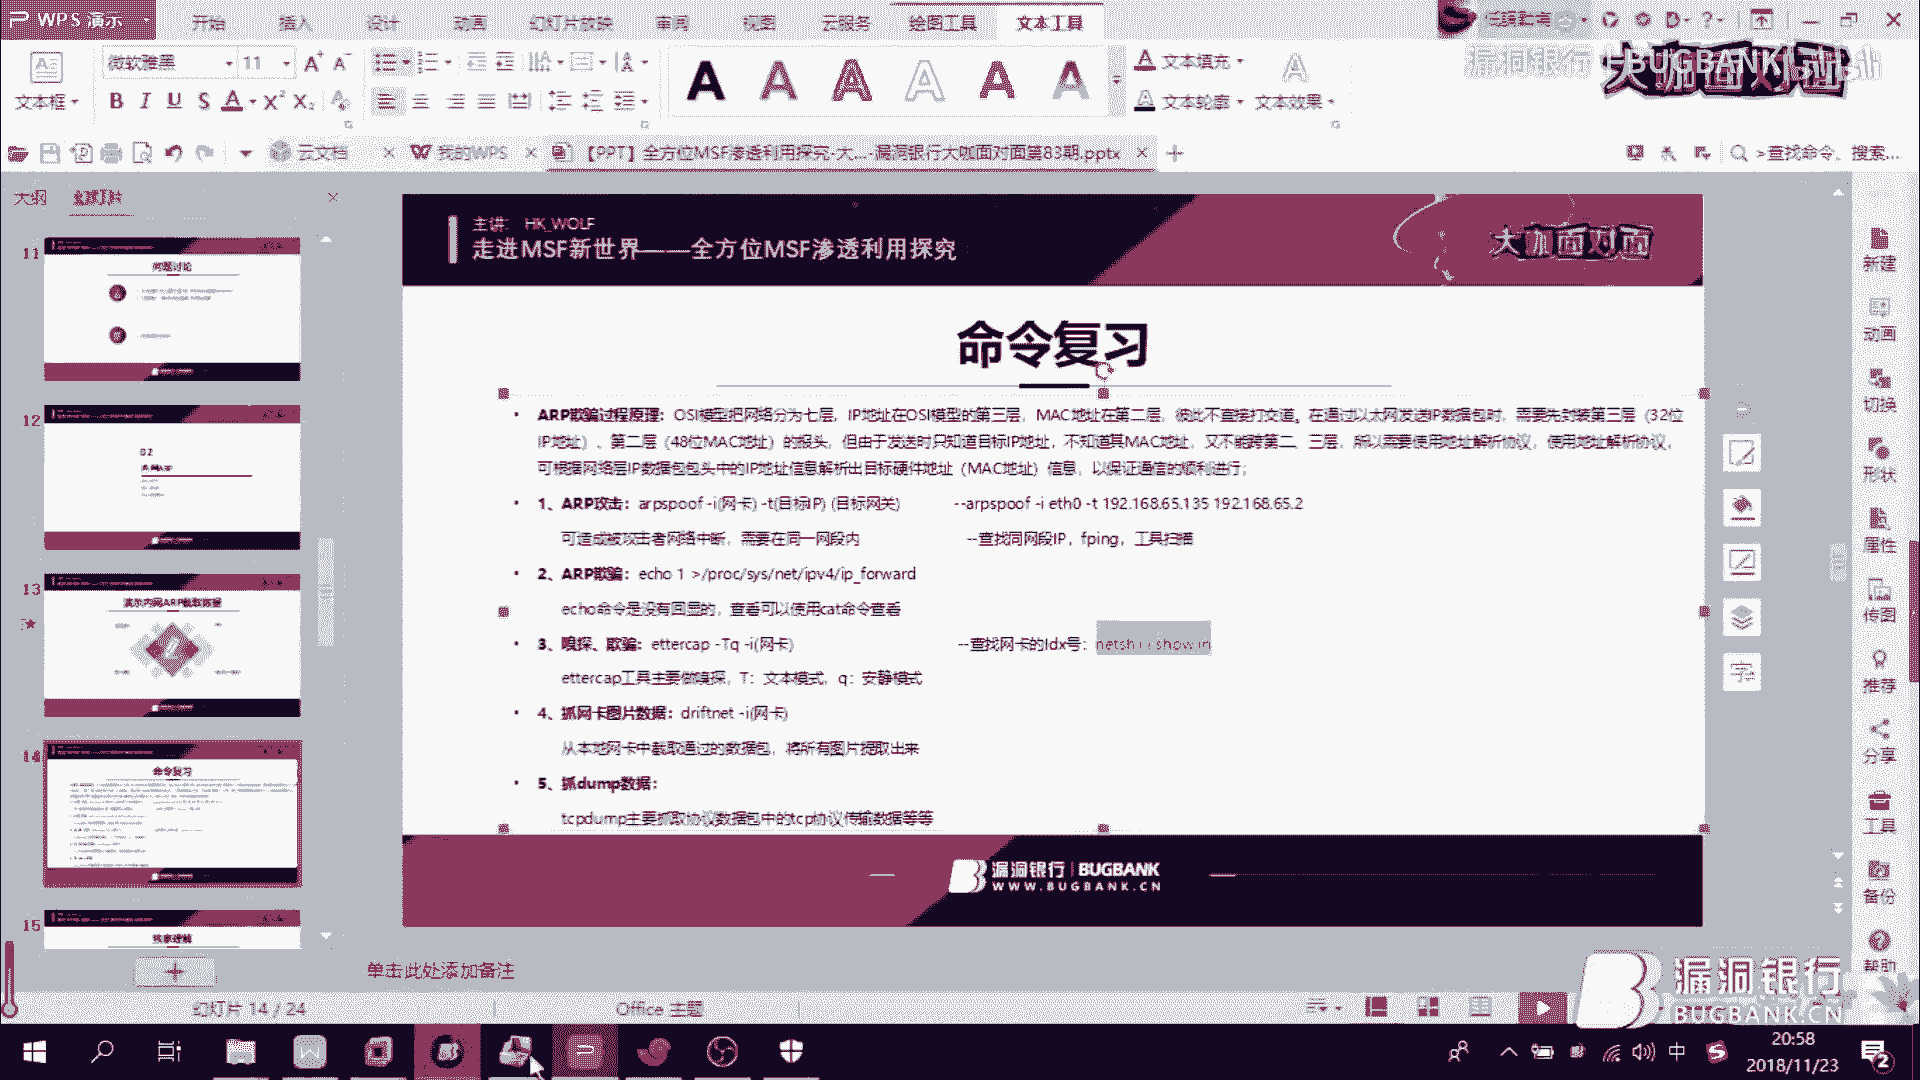 WPS 演示
开始
插入
设计
动画
幻灯片放映
审阅
视图
云服务
绘图工具
文本工具
漏洞银行 BUGBANK
大咖面对面
文本框
微软雅黑
11
B I U S A X² X₂
A A A A A A
文本填充
文本轮廓
文本效果
云文档
我的WPS
【PPT】全方位MSF渗透利用探究-大...-漏洞银行大咖面对面第83期.pptx
>查找命令、搜索...
大纲
幻灯片
11
问题讨论
12
02
13
演示内网ARP截取数据
14
命令复习
15
主讲: HK_WOLF
走进MSF新世界——全方位MSF渗透利用探究
大咖面对面
命令复习
• ARP欺骗过程原理：OSI模型把网络分为七层，IP地址在OSI模型的第三层，MAC地址在第二层，彼此不直接打交道。在通过以太网发送IP数据包时，需要先封装第三层（32位
IP地址）、第二层（48位MAC地址）的报头，但由于发送时只知道目标IP地址，不知道其MAC地址，又不能跨第二、三层，所以需要使用地址解析协议，使用地址解析协议，
可根据网络层IP数据包包头中的IP地址信息解析出目标硬件地址（MAC地址）信息，以保证通信的顺利进行；
• 1、ARP攻击：arpspoof -i(网卡) -t(目标IP) (目标网关) --arpspoof -i eth0 -t 192.168.65.135 192.168.65.2
可造成被攻击者网络中断，需要在同一网段内 --查找同网段IP，fping，工具扫描
• 2、ARP欺骗：echo 1 >/proc/sys/net/ipv4/ip_forward
echo命令是没有回显的，查看可以使用cat命令查看
• 3、嗅探、欺骗：ettercap -Tq -i(网卡) --查找网卡的Idx号：netsh i i show in
ettercap工具主要做嗅探，T：文本模式，q：安静模式
• 4、抓网卡图片数据：driftnet -i(网卡)
从本地网卡中截取通过的数据包，将所有图片提取出来
• 5、抓dump数据：
tcpdump主要抓取协议数据包中的tcp协议传输数据等等
漏洞银行 | BUGBANK
WWW.BUGBANK.CN
新建
动画
切换
形状
属性
传图
推荐
分享
工具
备份
帮助
单击此处添加备注
幻灯片 14 / 24
Office 主题
漏洞银行
BUGBANK.CN
中
20:58
2018/11/23
2